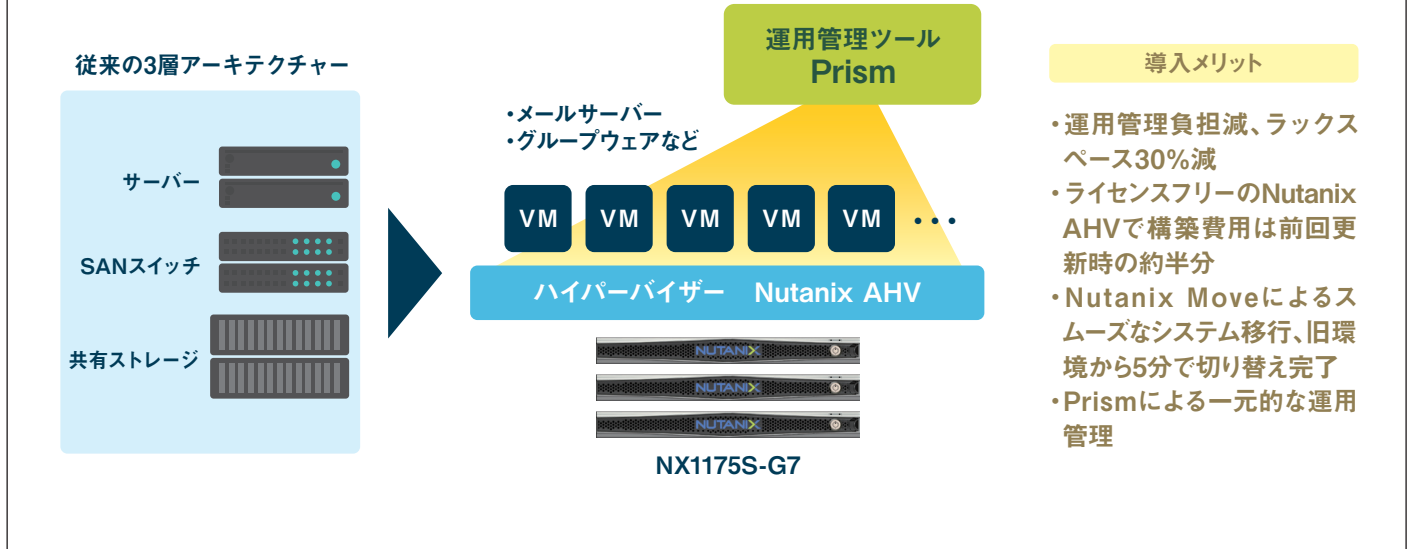 従来の3層アーキテクチャー
サーバー
SANスイッチ
共有ストレージ
運用管理ツール
Prism
・メールサーバー
・グループウェアなど
VM VM VM VM VM ・・・
ハイパーバイザー Nutanix AHV
NUTANIX
NUTANIX
NUTANIX
NX1175S-G7
導入メリット
・運用管理負担減、ラックス
ペース30%減
・ライセンスフリーのNutanix
AHVで構築費用は前回更
新時の約半分
・Nutanix Moveによるス
ムーズなシステム移行、旧環
境から5分で切り替え完了
・Prismによる一元的な運用
管理